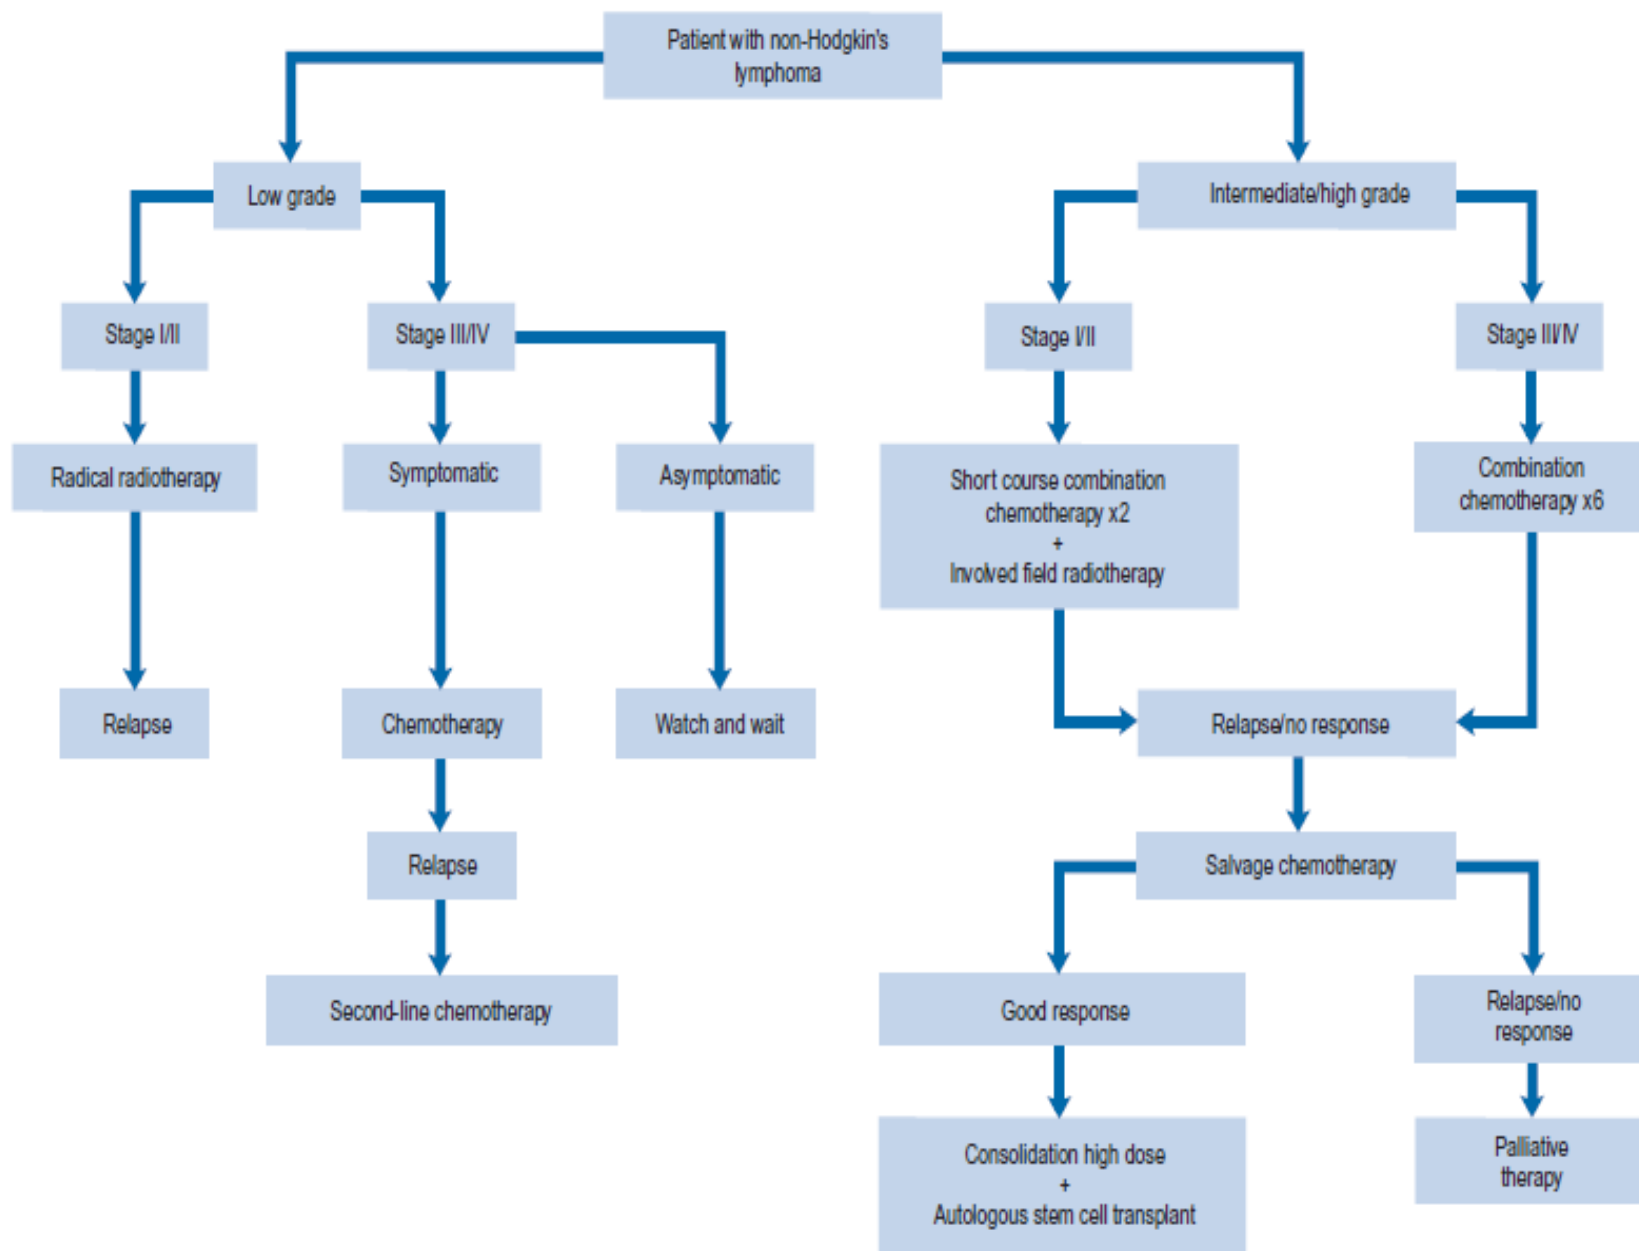 Patient with non-Hodgkin's
lymphoma
Low grade
Intermediate/high grade
Stage I/II
Stage III/IV
Stage I/II
Stage III/IV
Radical radiotherapy
Symptomatic
Asymptomatic
Short course combination
chemotherapy x2
+
Involved field radiotherapy
Combination
chemotherapy x6
Relapse
Chemotherapy
Watch and wait
Relapse/no response
Relapse
Salvage chemotherapy
Second-line chemotherapy
Good response
Relapse/no
response
Consolidation high dose
+
Autologous stem cell transplant
Palliative
therapy